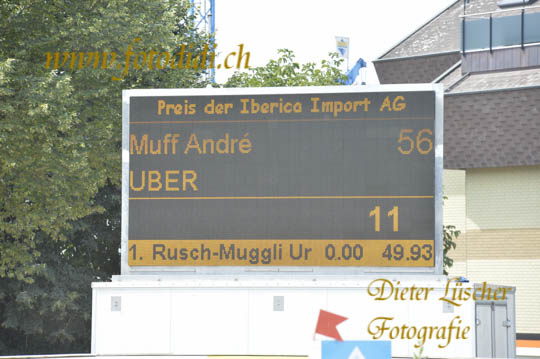 www.fotodidi.ch
Preis der Iberica Import AG
Muff André 56
UBER
11
1. Rusch-Muggli Ur 0.00 49.93
Dieter Lüscher
Fotografie